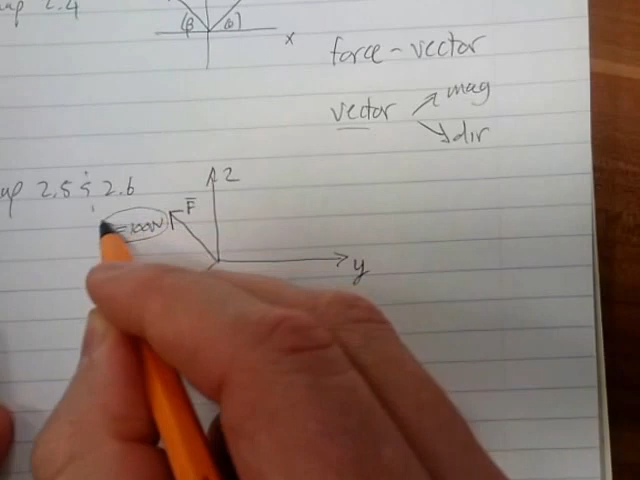 2.4
β θ
x
force - vector
vector mag
dir
2.5 & 2.6
z
F̅
= 100N
y